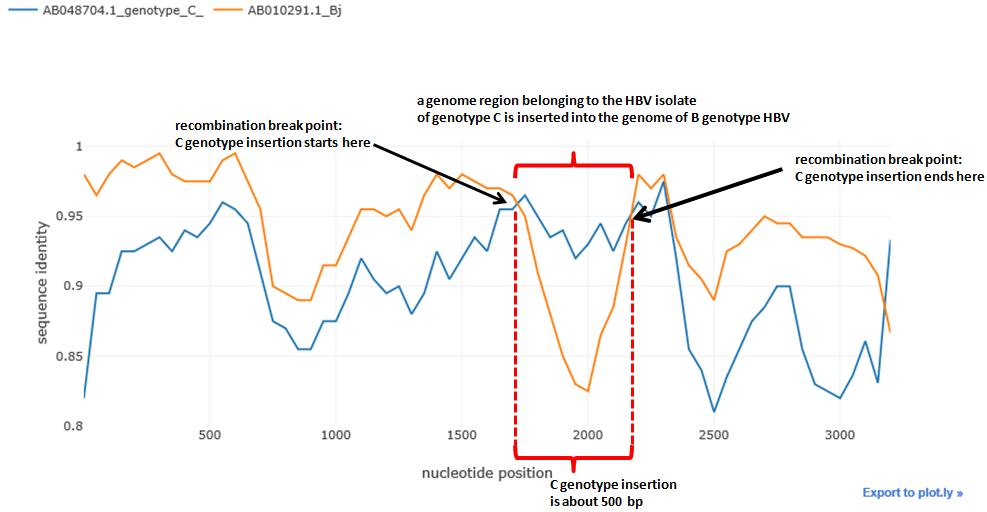 AB048704.1_genotype_C_ AB010291.1_Bj
a genome region belonging to the HBV isolate
of genotype C is inserted into the genome of B genotype HBV
recombination break point:
C genotype insertion starts here
recombination break point:
C genotype insertion ends here
sequence identity
1
0.95
0.9
0.85
0.8
500 1000 1500 2000 2500 3000
nucleotide position
C genotype insertion
is about 500 bp
Export to plot.ly »